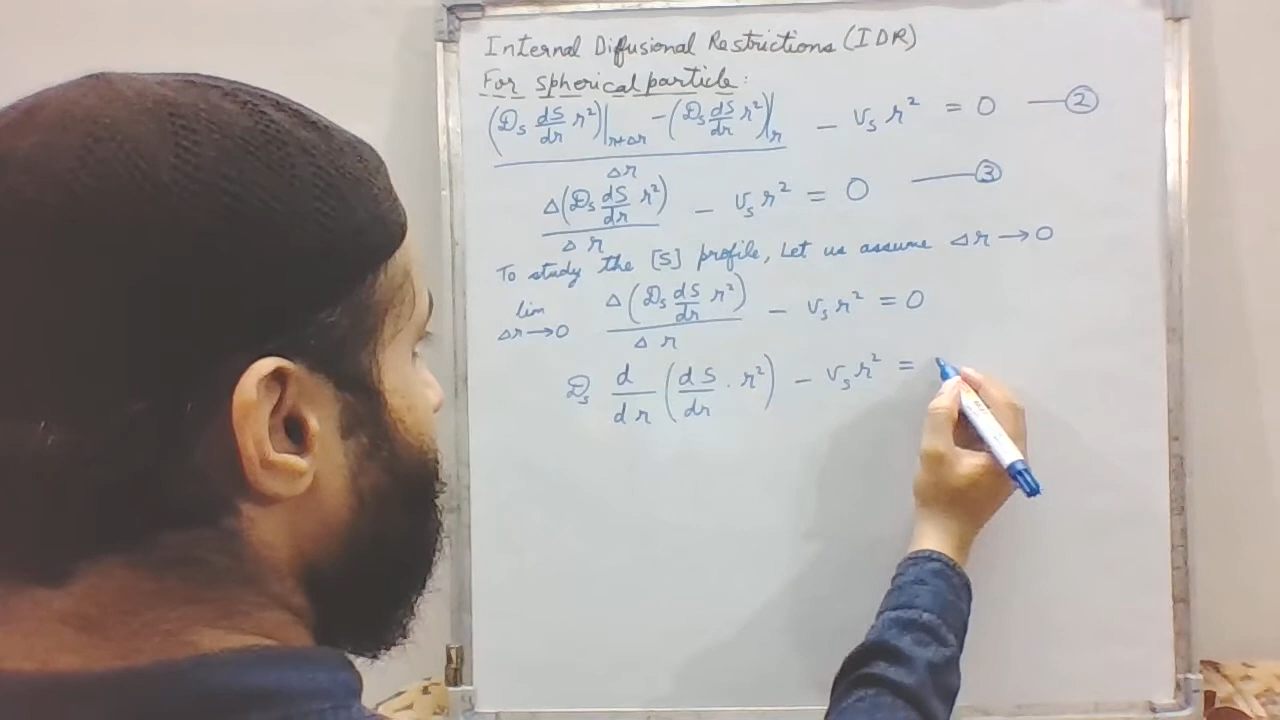 Internal Difusional Restrictions (IDR)
For spherical particle:
((Ds dS/dr r²)|r+Δr - (Ds dS/dr r²)|r) / Δr - vs r² = 0 — ②
Δ(Ds dS/dr r²) / Δr - vs r² = 0 — ③
To study the [S] profile, Let us assume Δr → 0
lim Δr→0 Δ(Ds dS/dr r²) / Δr - vs r² = 0
Ds d/dr (dS/dr · r²) - vs r² =